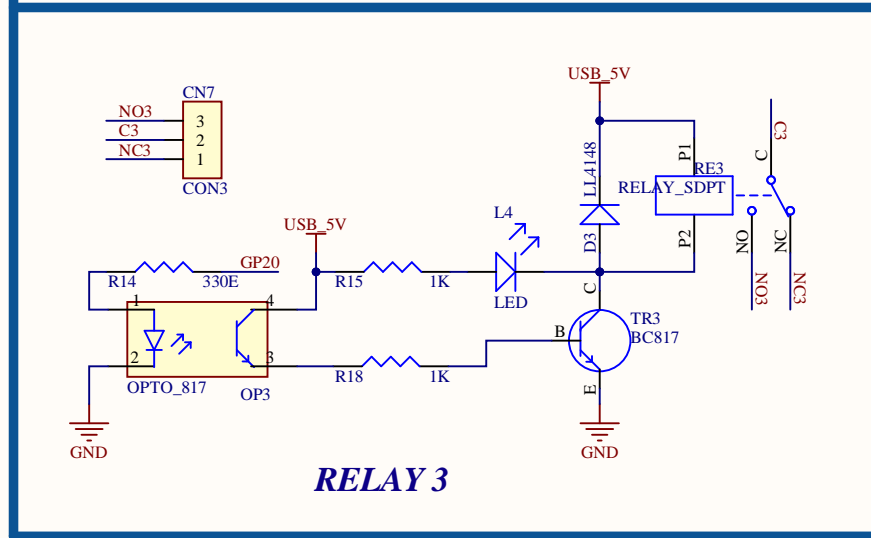 USB_5V
CN7
NO3
3
C3
2
NC3
1
CON3
LL4148
D3
P1
RE3
RELAY_SDPT
P2
C3
C
NO
NC
NO3
NC3
L4
LED
USB_5V
GP20
R14
330E
R15
1K
1
4
2
3
OPTO_817
OP3
R18
1K
C
B
E
TR3
BC817
GND
GND
RELAY 3